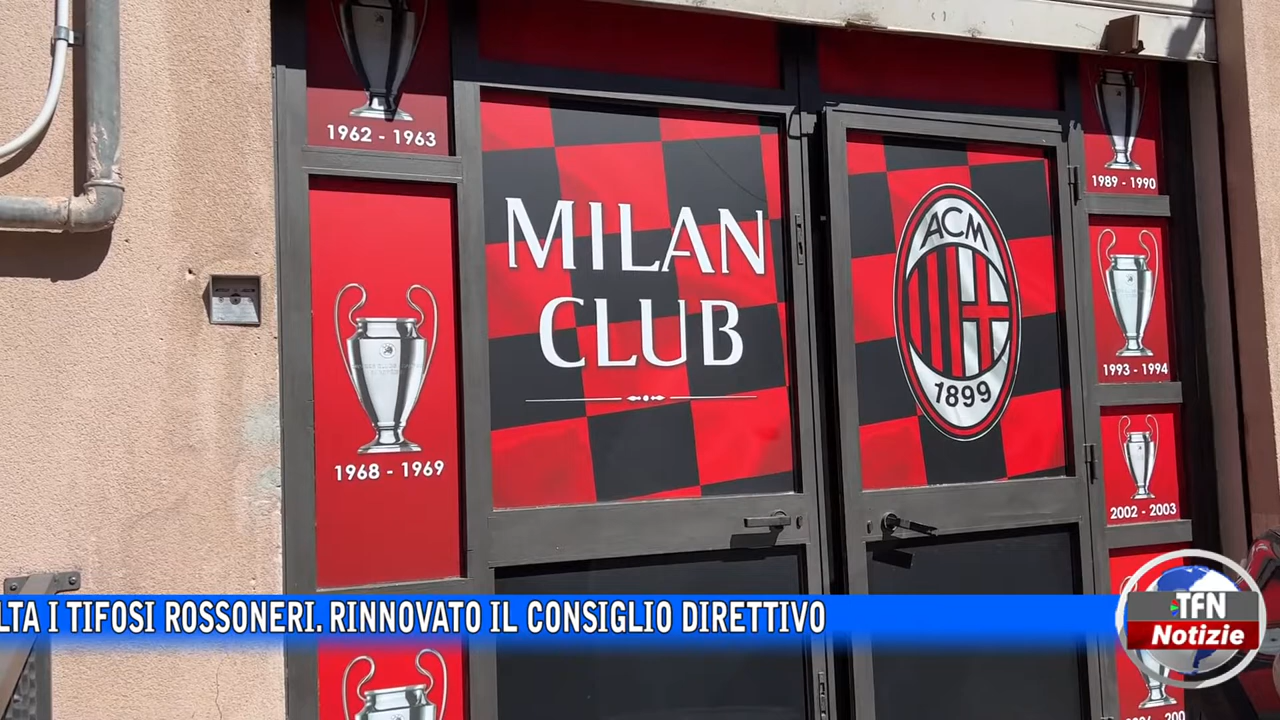 1962 - 1963
1989 - 1990
MILAN
CLUB
ACM
1899
1993 - 1994
1968 - 1969
2002 - 2003
LTA I TIFOSI ROSSONERI. RINNOVATO IL CONSIGLIO DIRETTIVO
TFN
Notizie